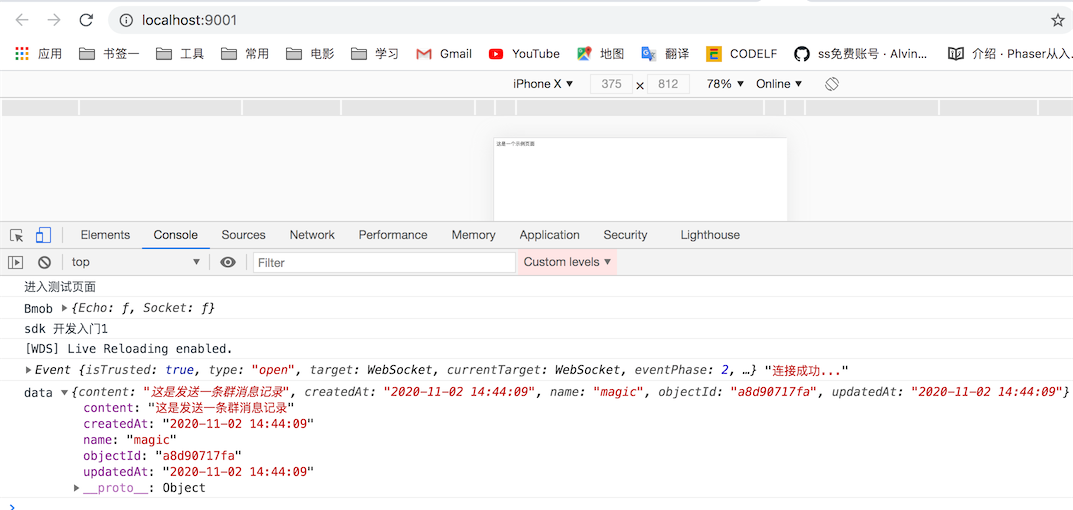 localhost:9001
应用 书签一 工具 常用 电影 学习 Gmail YouTube 地图 翻译 CODELF ss免费账号 · Alvin... 介绍 · Phaser从入...
iPhone X ▼ 375 × 812 78% ▼ Online ▼
这是一个示例页面
Elements Console Sources Network Performance Memory Application Security Lighthouse
top ▼ Filter Custom levels ▼
进入测试页面
Bmob ▶{Echo: ƒ, Socket: ƒ}
sdk 开发入门1
[WDS] Live Reloading enabled.
▶Event {isTrusted: true, type: "open", target: WebSocket, currentTarget: WebSocket, eventPhase: 2, …} "连接成功..."
data ▼{content: "这是发送一条群消息记录", createdAt: "2020-11-02 14:44:09", name: "magic", objectId: "a8d90717fa", updatedAt: "2020-11-02 14:44:09"}
content: "这是发送一条群消息记录"
createdAt: "2020-11-02 14:44:09"
name: "magic"
objectId: "a8d90717fa"
updatedAt: "2020-11-02 14:44:09"
▶__proto__: Object
>